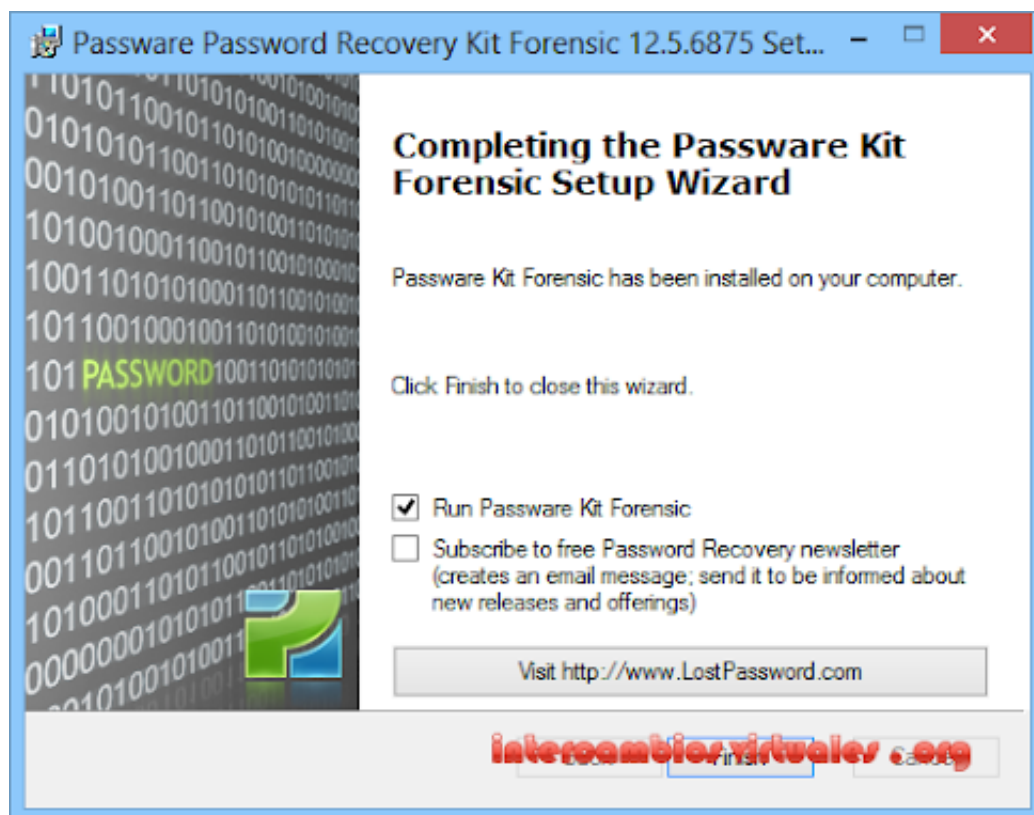 Passware Password Recovery Kit Forensic 12.5.6875 Set...
Completing the Passware Kit
Forensic Setup Wizard
Passware Kit Forensic has been installed on your computer.
Click Finish to close this wizard.
PASSWORD
Run Passware Kit Forensic
Subscribe to free Password Recovery newsletter
(creates an email message; send it to be informed about
new releases and offerings)
Visit http://www.LostPassword.com
Back Finish Cancel
intercambiosvirtuales.org